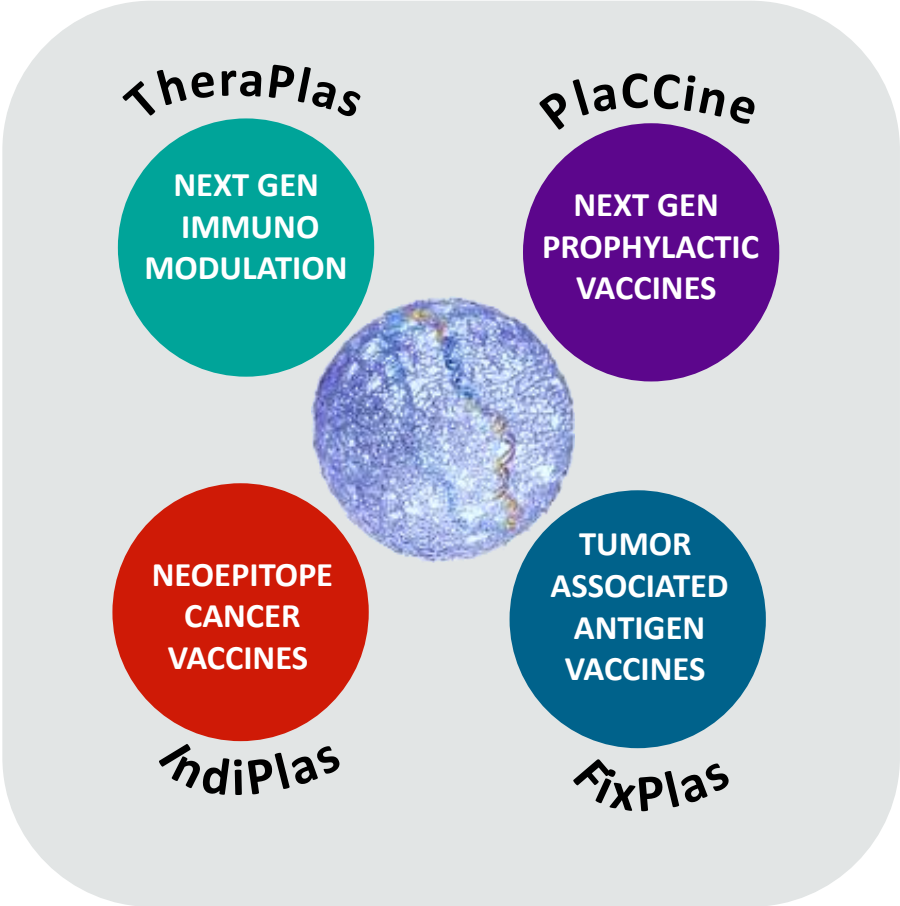 TheraPlas
NEXT GEN
IMMUNO
MODULATION
PlaCCine
NEXT GEN
PROPHYLACTIC
VACCINES
NEOEPITOPE
CANCER
VACCINES
IndiPlas
TUMOR
ASSOCIATED
ANTIGEN
VACCINES
FixPlas